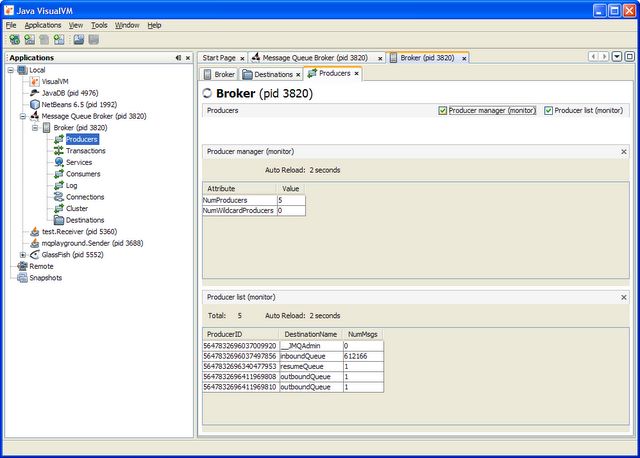 Java VisualVM
File Applications View Tools Window Help
Applications
Local
VisualVM
JavaDB (pid 4976)
NetBeans 6.5 (pid 1992)
Message Queue Broker (pid 3820)
Broker (pid 3820)
Producers
Transactions
Services
Consumers
Log
Connections
Cluster
Destinations
test.Receiver (pid 5360)
mqplayground.Sender (pid 3688)
GlassFish (pid 5552)
Remote
Snapshots
Start Page Message Queue Broker (pid 3820) Broker (pid 3820)
Broker Destinations Producers
Broker (pid 3820)
Producers Producer manager (monitor) Producer list (monitor)
Producer manager (monitor)
Auto Reload: 2 seconds
Attribute Value
NumProducers 5
NumWildcardProducers 0
Producer list (monitor)
Total: 5 Auto Reload: 2 seconds
ProducerID DestinationName NumMsgs
5647832696037009920 __JMQAdmin 0
5647832696037497856 inboundQueue 612166
5647832696340477953 resumeQueue 1
5647832696411969808 outboundQueue 1
5647832696411969810 outboundQueue 1